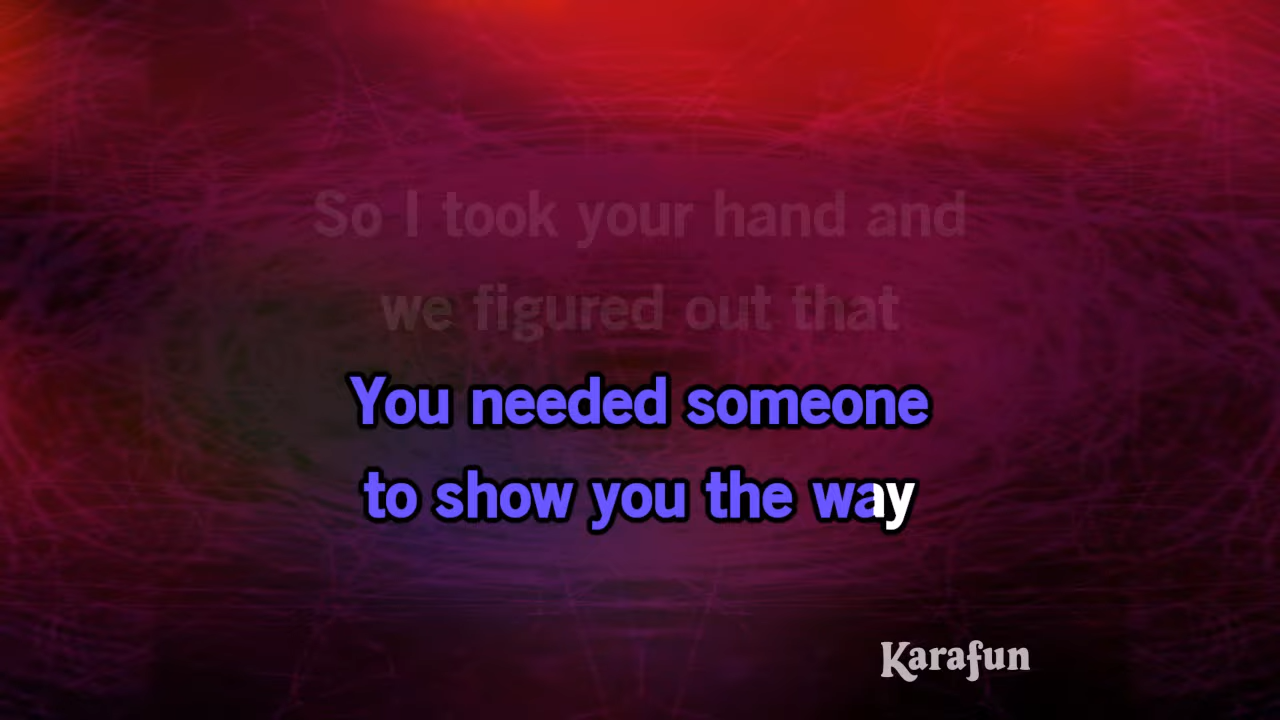 So I took your hand and
we figured out that
You needed someone
to show you the way
Karafun